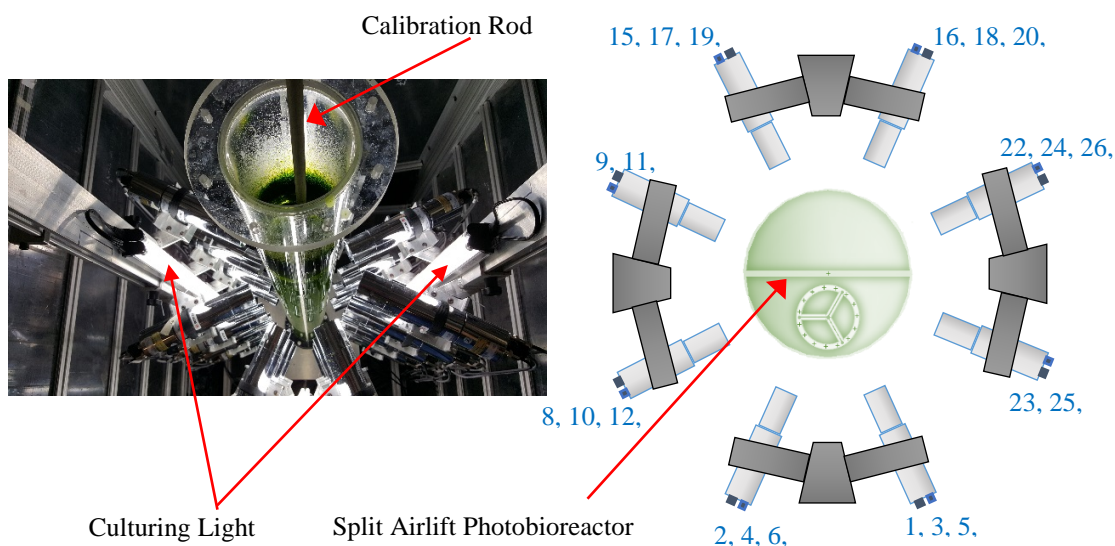 Calibration Rod
15, 17, 19,
16, 18, 20,
9, 11,
22, 24, 26,
8, 10, 12,
23, 25,
2, 4, 6,
1, 3, 5,
Culturing Light
Split Airlift Photobioreactor